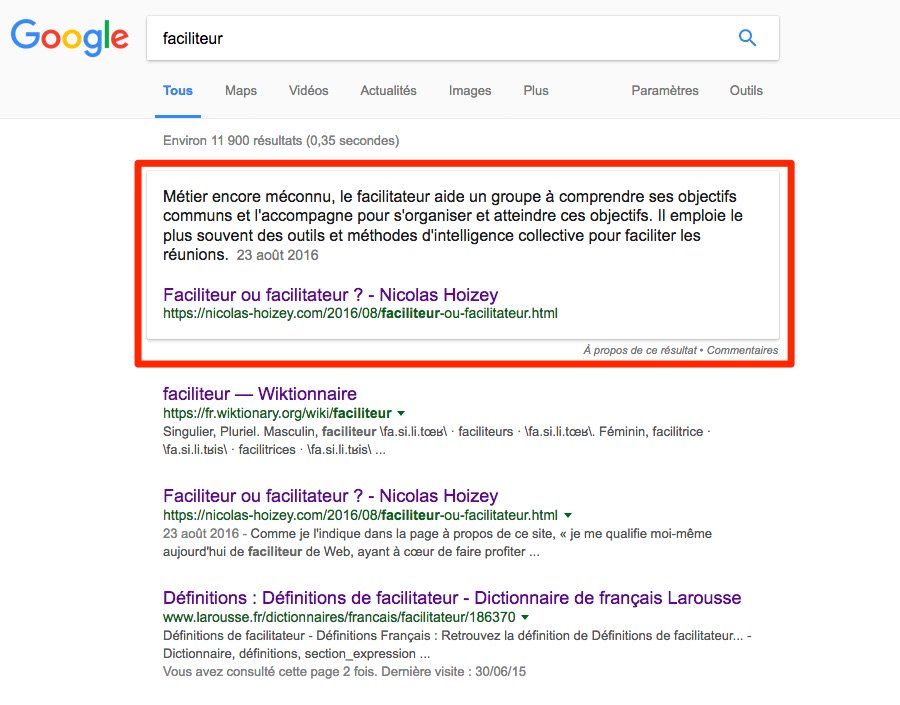 Google
faciliteur
Tous Maps Vidéos Actualités Images Plus Paramètres Outils
Environ 11 900 résultats (0,35 secondes)
Métier encore méconnu, le facilitateur aide un groupe à comprendre ses objectifs
communs et l'accompagne pour s'organiser et atteindre ces objectifs. Il emploie le
plus souvent des outils et méthodes d'intelligence collective pour faciliter les
réunions. 23 août 2016
Faciliteur ou facilitateur ? - Nicolas Hoizey
https://nicolas-hoizey.com/2016/08/faciliteur-ou-facilitateur.html
À propos de ce résultat • Commentaires
faciliteur — Wiktionnaire
https://fr.wiktionary.org/wiki/faciliteur
Singulier, Pluriel. Masculin, faciliteur \fa.si.li.tœʁ\ · faciliteurs · \fa.si.li.tœʁ\. Féminin, facilitrice ·
\fa.si.li.tʁis\ · facilitrices · \fa.si.li.tʁis\ ...
Faciliteur ou facilitateur ? - Nicolas Hoizey
https://nicolas-hoizey.com/2016/08/faciliteur-ou-facilitateur.html
23 août 2016 - Comme je l'indique dans la page à propos de ce site, « je me qualifie moi-même
aujourd'hui de faciliteur de Web, ayant à cœur de faire profiter ...
Définitions : Définitions de facilitateur - Dictionnaire de français Larousse
www.larousse.fr/dictionnaires/francais/facilitateur/186370
Définitions de facilitateur - Définitions Français : Retrouvez la définition de Définitions de facilitateur... -
Dictionnaire, définitions, section_expression ...
Vous avez consulté cette page 2 fois. Dernière visite : 30/06/15